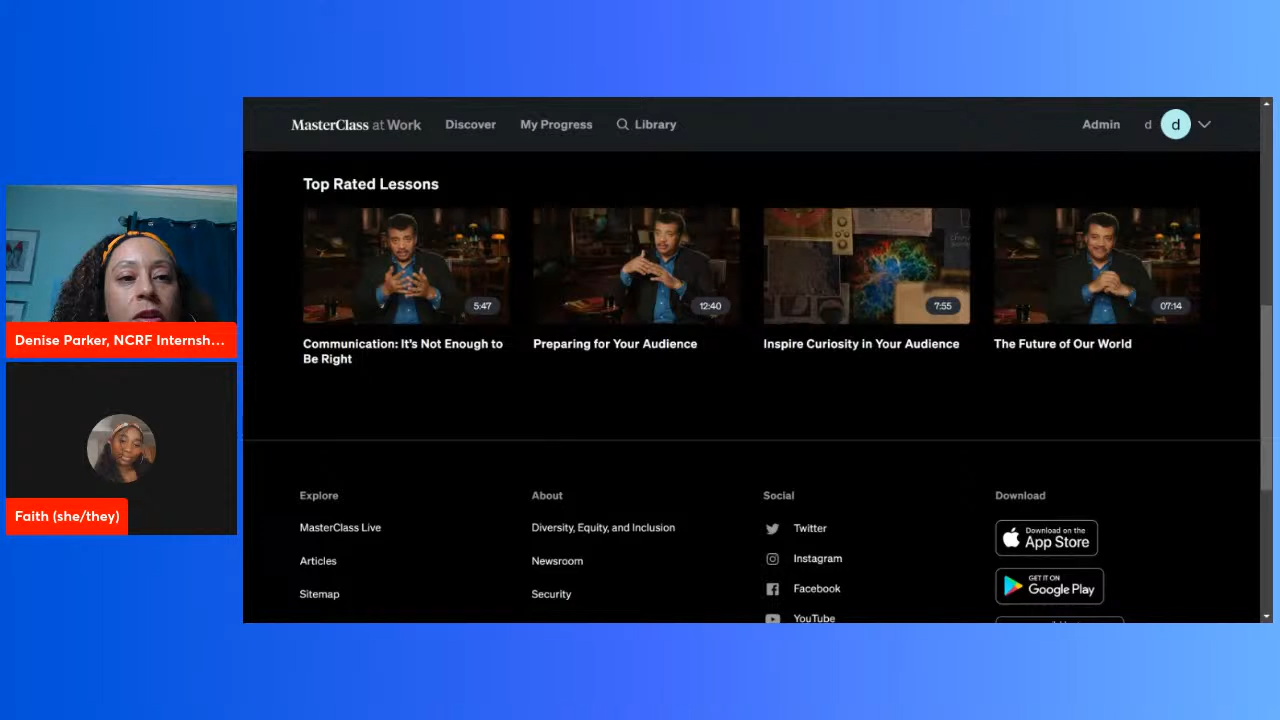 MasterClass at Work
Discover
My Progress
Library
Admin
d
d
Top Rated Lessons
5:47
12:40
7:55
07:14
Communication: It's Not Enough to
Be Right
Preparing for Your Audience
Inspire Curiosity in Your Audience
The Future of Our World
Denise Parker, NCRF Internsh...
Faith (she/they)
Explore
MasterClass Live
Articles
Sitemap
About
Diversity, Equity, and Inclusion
Newsroom
Security
Social
Twitter
Instagram
Facebook
YouTube
Download
Download on the
App Store
GET IT ON
Google Play